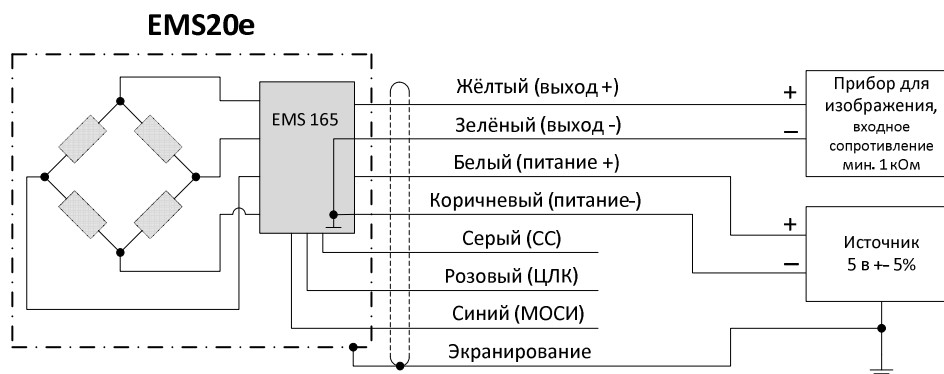 EMS20e
EMS 165
Жёлтый (выход +)
Зелёный (выход -)
Белый (питание +)
Коричневый (питание-)
Серый (СС)
Розовый (ЦЛК)
Синий (МОСИ)
Экранирование
+
–
Прибор для
изображения,
входное
сопротивление
мин. 1 кОм
+
–
Источник
5 в +- 5%